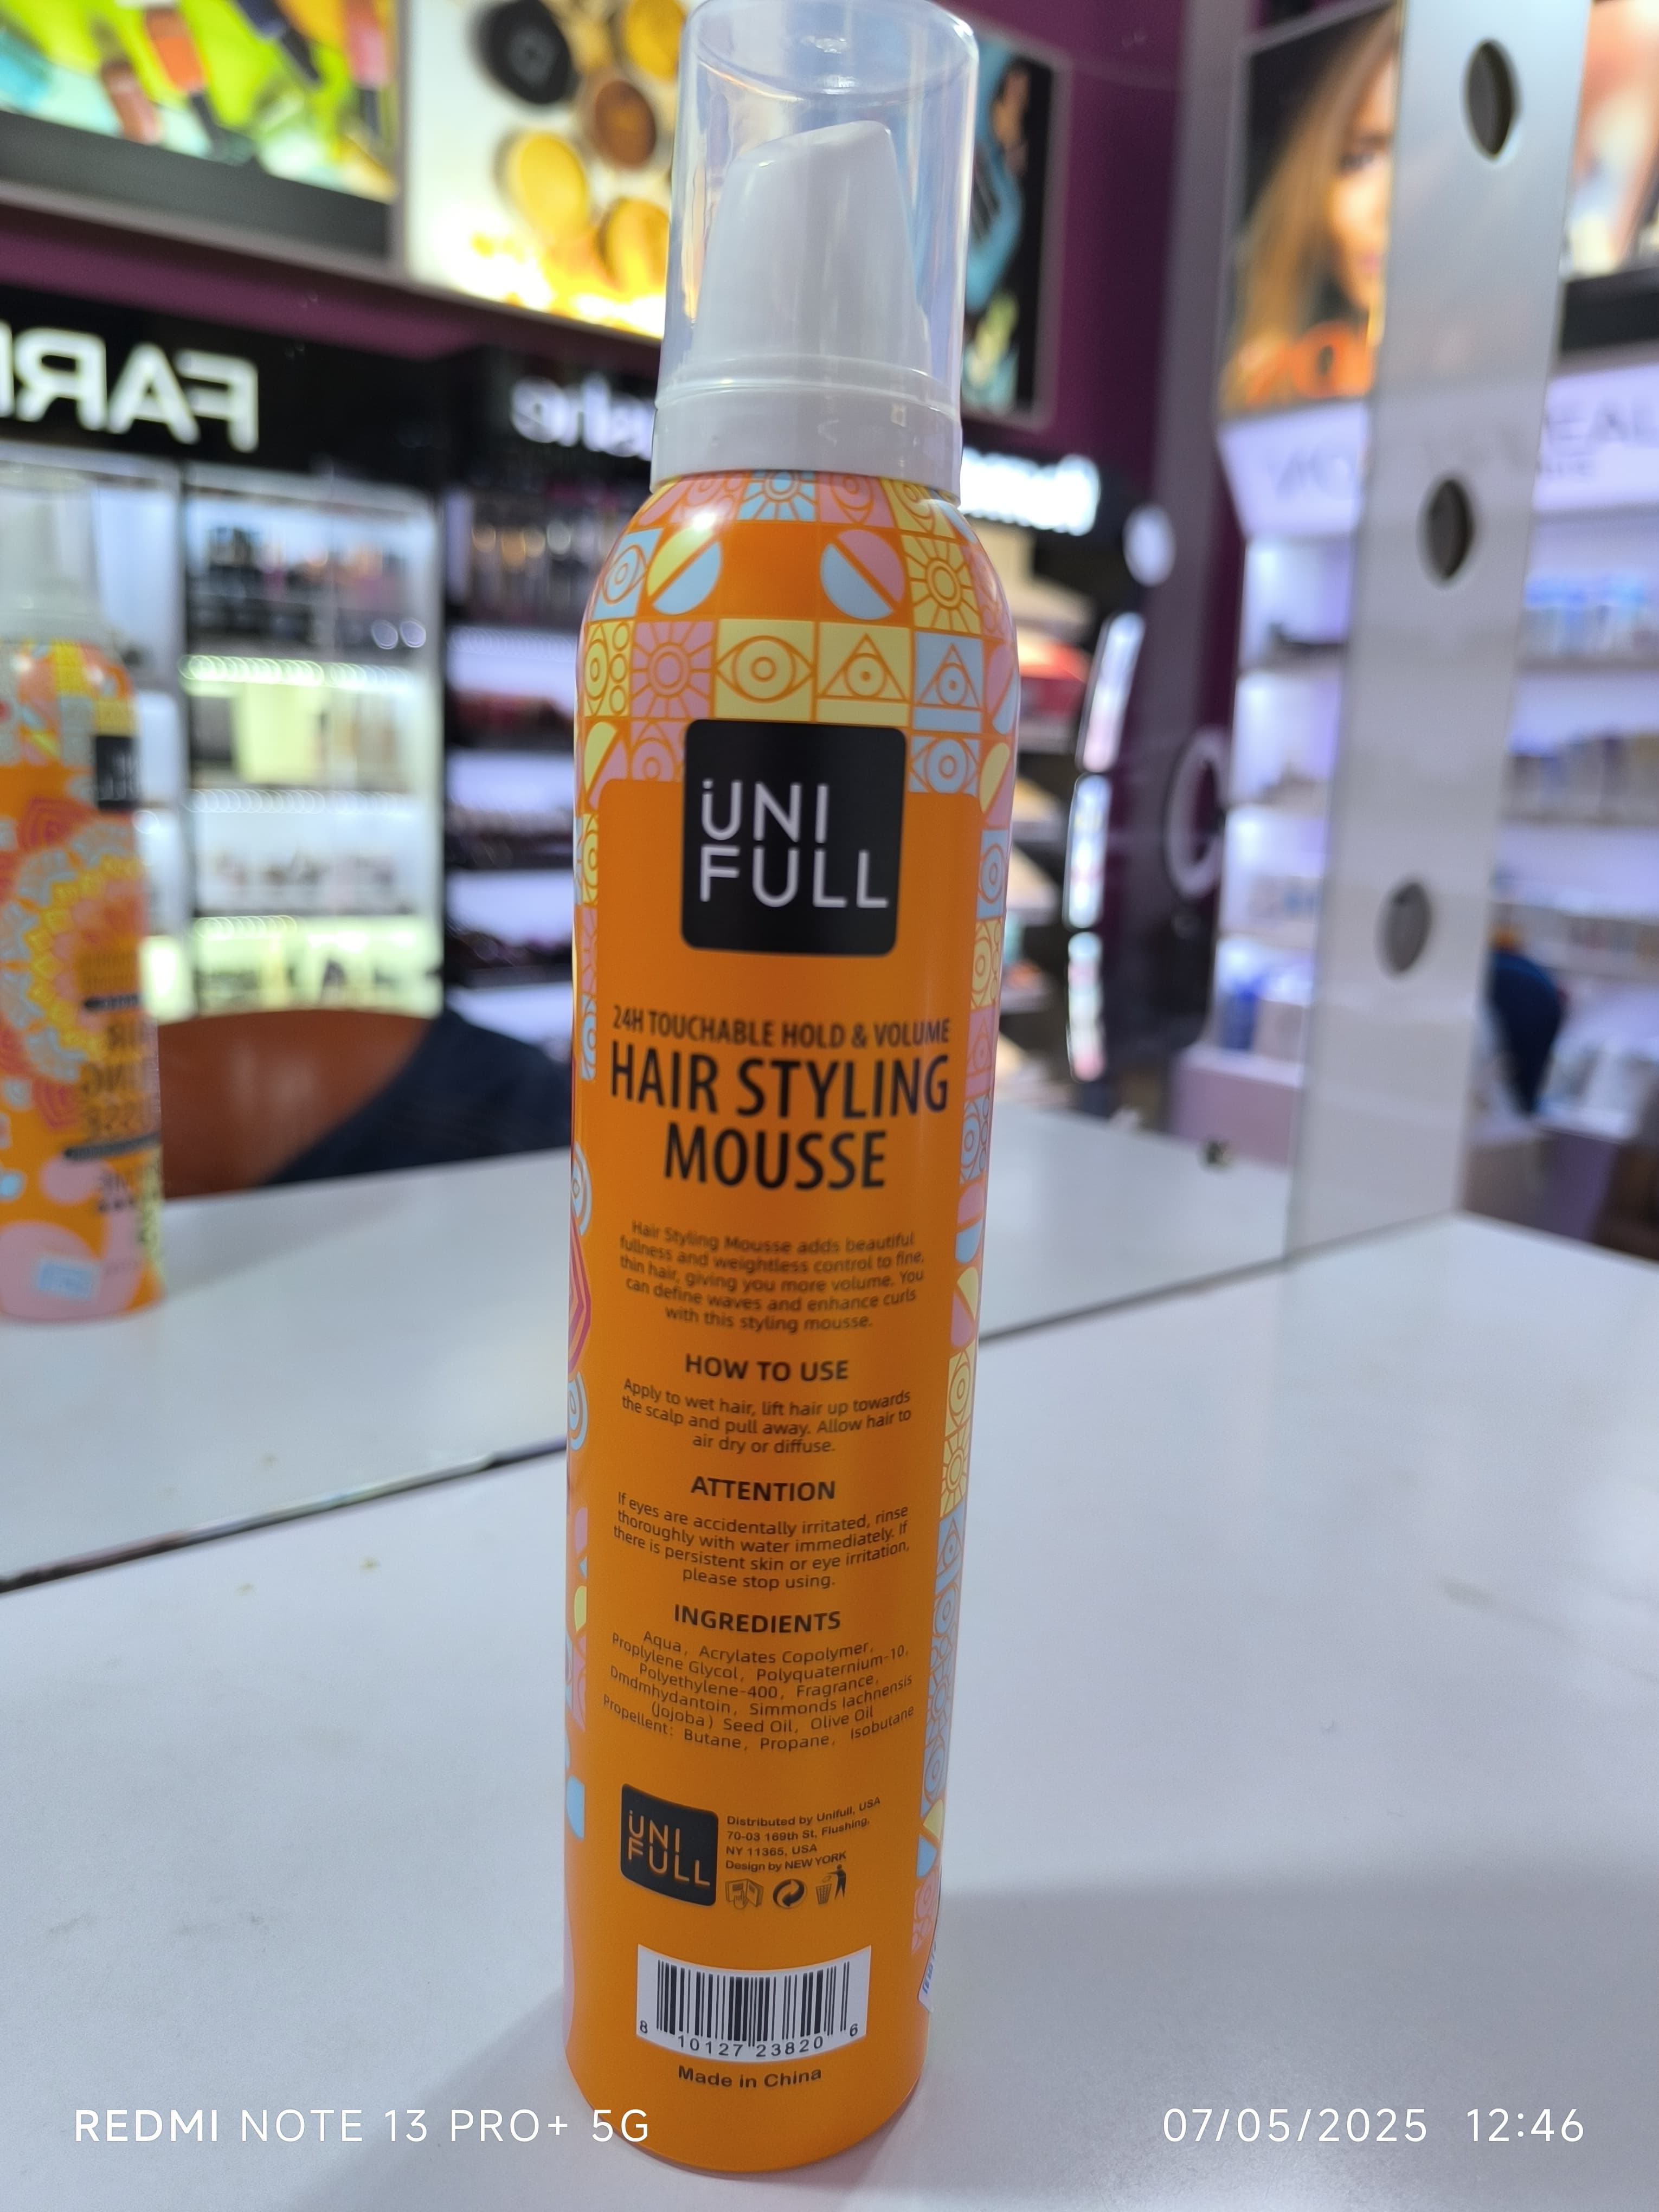 UNI
FULL
24H TOUCHABLE HOLD & VOLUME
HAIR STYLING
MOUSSE
Hair Styling Mousse adds beautiful
fullness and weightless control to fine,
thin hair, giving you more volume. You
can define waves and enhance curls
with this styling mousse.
HOW TO USE
Apply to wet hair, lift hair up towards
the scalp and pull away. Allow hair to
air dry or diffuse.
ATTENTION
If eyes are accidentally irritated, rinse
thoroughly with water immediately. If
there is persistent skin or eye irritation,
please stop using.
INGREDIENTS
Aqua, Acrylates Copolymer,
Proplylene Glycol, Polyquaternium-10,
Polyethylene-400, Fragrance,
Dmdmhydantoin, Simmonds Iachnensis
(Jojoba) Seed Oil, Olive Oil
Propellent: Butane, Propane, Isobutane
UNI
FULL
Distributed by Unifull, USA
70-03 169th St, Flushing,
NY 11365, USA
Design by NEW YORK
8 10127 23820 6
Made in China
REDMI NOTE 13 PRO+ 5G
07/05/2025 12:46